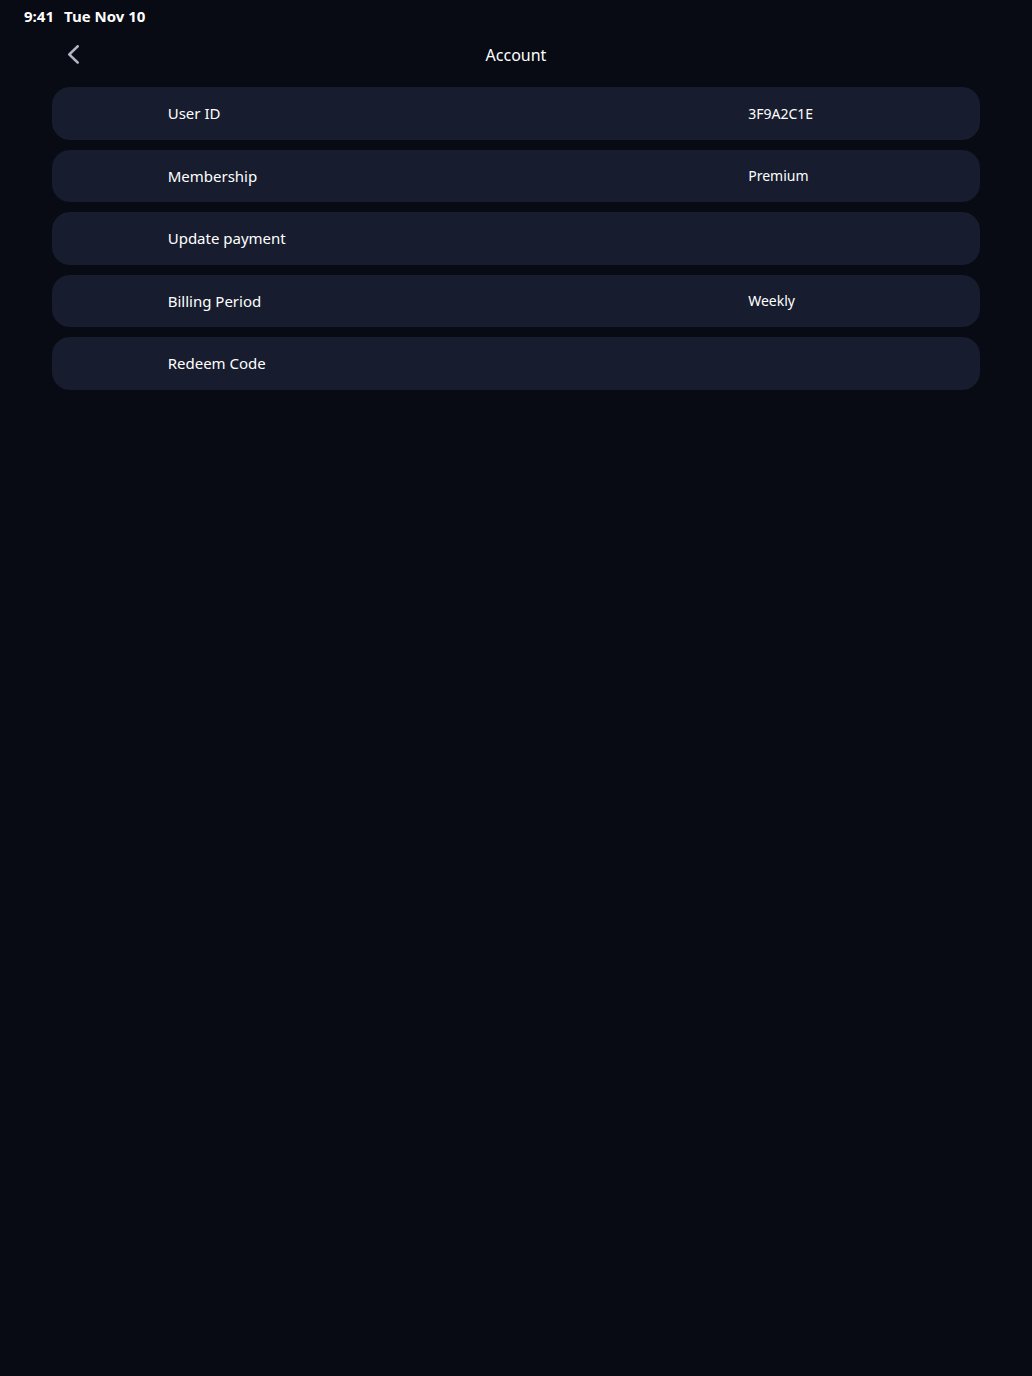 9:41 Tue Nov 10
Account
User ID 3F9A2C1E
Membership Premium
Update payment
Billing Period Weekly
Redeem Code